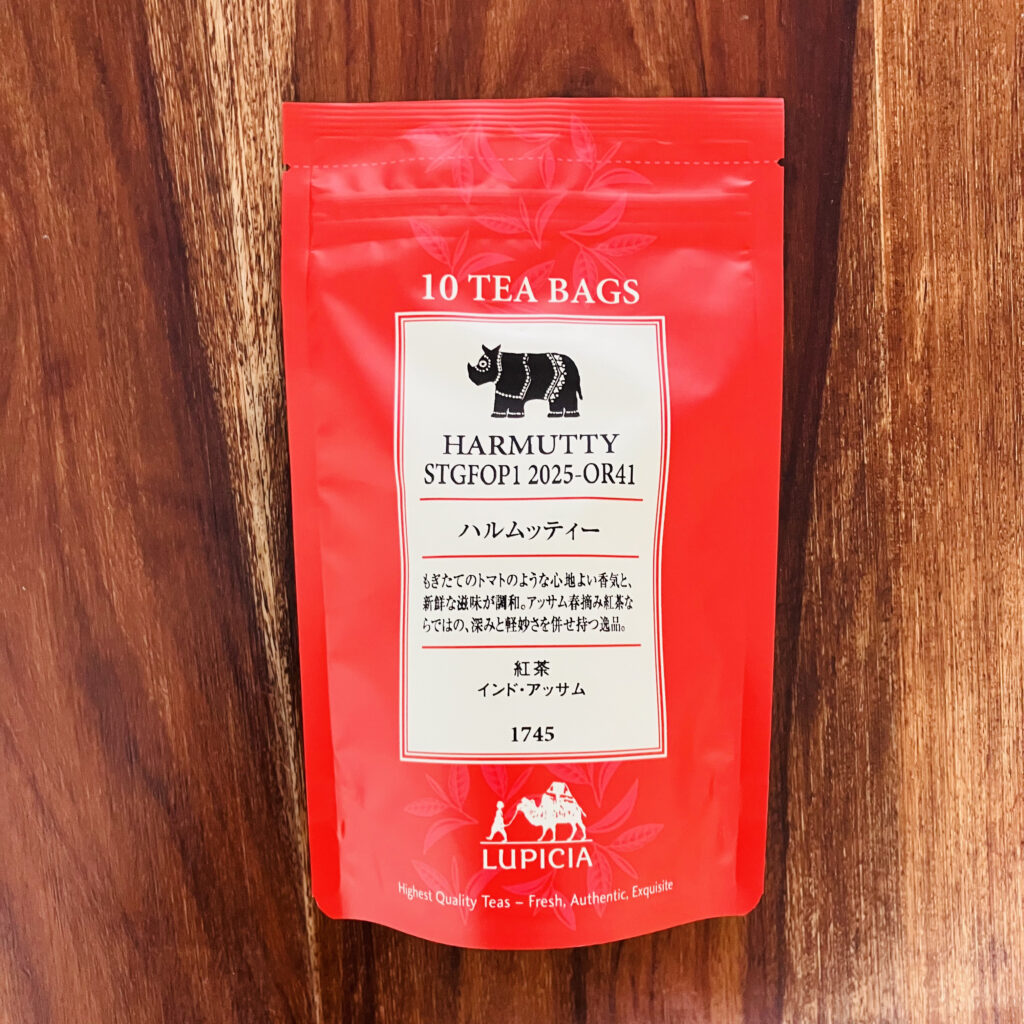 10 TEA BAGS
HARMUTTY
STGFOP1 2025-OR41
ハルムッティー
もぎたてのトマトのような心地よい香気と、
新鮮な滋味が調和。アッサム春摘み紅茶な
らではの、深みと軽妙さを併せ持つ逸品。
紅茶
インド・アッサム
1745
LUPICIA
Highest Quality Teas – Fresh, Authentic, Exquisite